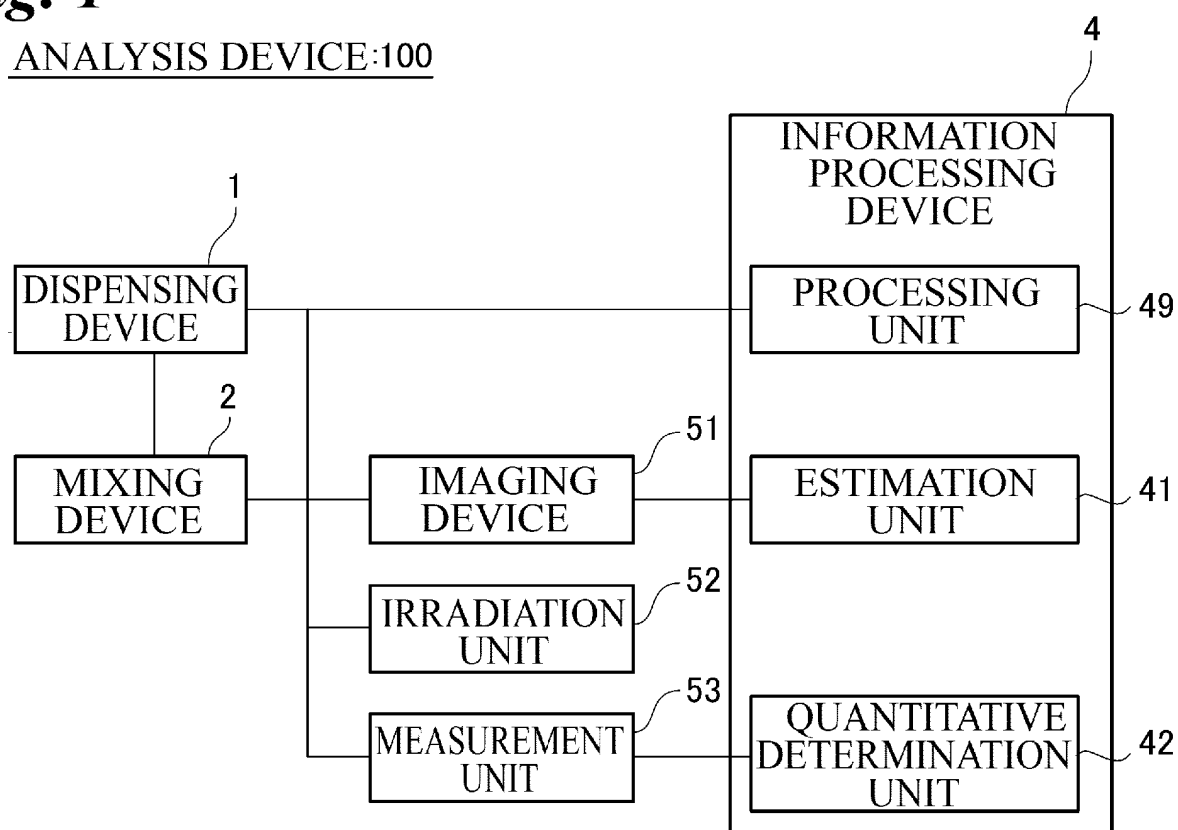 ANALYSIS DEVICE:100
4
INFORMATION
PROCESSING
DEVICE
1
DISPENSING
DEVICE
PROCESSING
UNIT
49
2
MIXING
DEVICE
51
IMAGING
DEVICE
ESTIMATION
UNIT
41
52
IRRADIATION
UNIT
53
MEASUREMENT
UNIT
QUANTITATIVE
DETERMINATION
UNIT
42